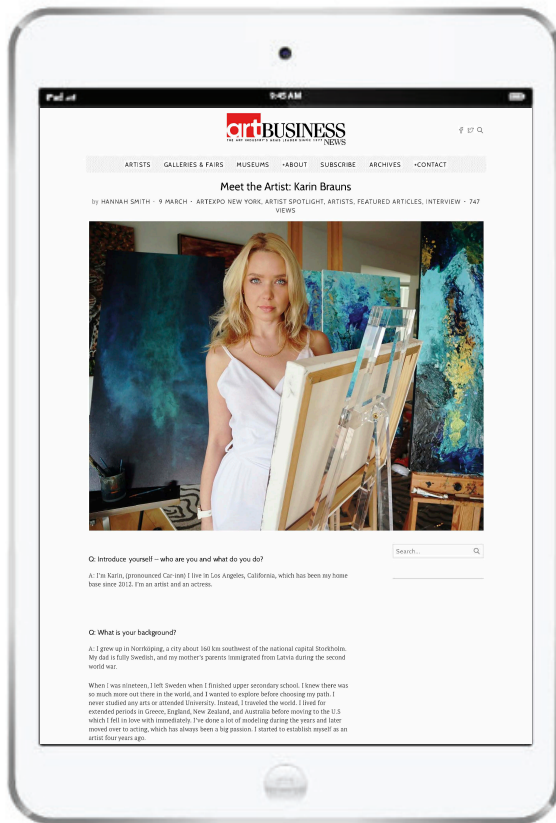 iPad
9:45 AM
art BUSINESS
NEWS
THE ART INDUSTRY'S NEWS LEADER SINCE 1977
ARTISTS GALLERIES & FAIRS MUSEUMS +ABOUT SUBSCRIBE ARCHIVES +CONTACT
Meet the Artist: Karin Brauns
by HANNAH SMITH · 9 MARCH · ARTEXPO NEW YORK, ARTIST SPOTLIGHT, ARTISTS, FEATURED ARTICLES, INTERVIEW · 747
VIEWS
Search...
Q: Introduce yourself – who are you and what do you do?
A: I'm Karin, (pronounced Car-inn) I live in Los Angeles, California, which has been my home
base since 2012. I'm an artist and an actress.
Q: What is your background?
A: I grew up in Norrköping, a city about 160 km southwest of the national capital Stockholm.
My dad is fully Swedish, and my mother's parents immigrated from Latvia during the second
world war.
When I was nineteen, I left Sweden when I finished upper secondary school. I knew there was
so much more out there in the world, and I wanted to explore before choosing my path. I
never studied any arts or attended University. Instead, I traveled the world. I lived for
extended periods in Greece, England, New Zealand, and Australia before moving to the U.S
which I fell in love with immediately. I've done a lot of modeling during the years and later
moved over to acting, which has always been a big passion. I started to establish myself as an
artist four years ago.